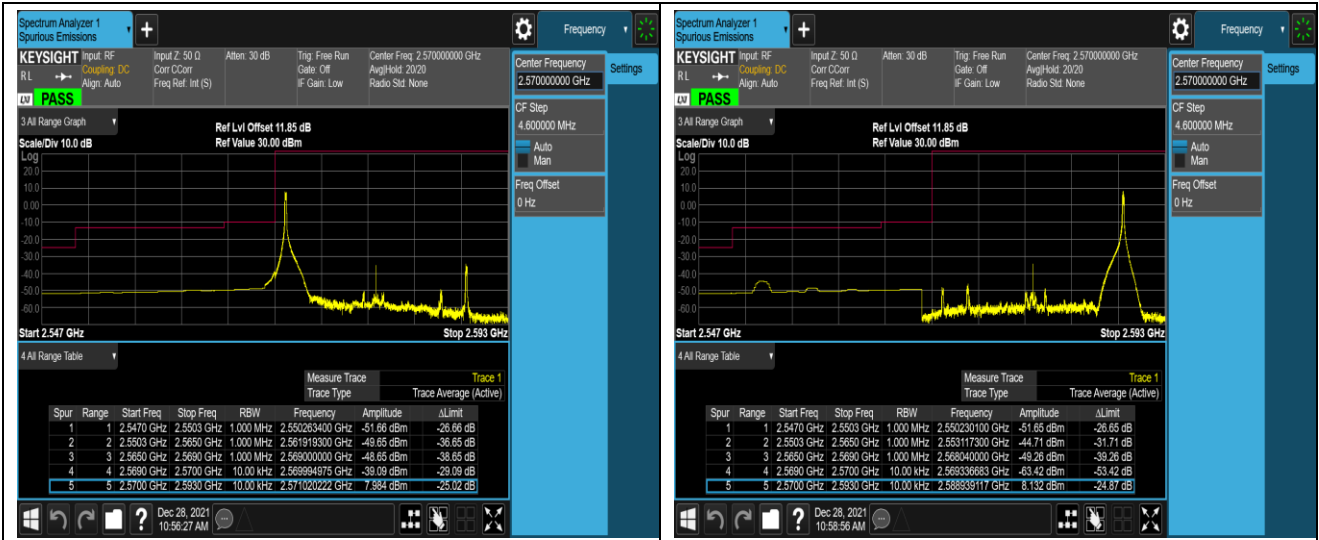 Spectrum Analyzer 1
Spurious Emissions
+
Frequency
KEYSIGHT
Input: RF
Coupling: DC
Align: Auto
Input Z: 50 Ω
Corr CCorr
Freq Ref: Int (S)
Atten: 30 dB
Trig: Free Run
Gate: Off
IF Gain: Low
Center Freq: 2.570000000 GHz
Avg|Hold: 20/20
Radio Std: None
R L
LXI PASS
Center Frequency
2.570000000 GHz
Settings
CF Step
4.600000 MHz
Auto
Man
Freq Offset
0 Hz
3 All Range Graph
Ref Lvl Offset 11.85 dB
Scale/Div 10.0 dB
Ref Value 30.00 dBm
Log
20.0
10.0
0.00
-10.0
-20.0
-30.0
-40.0
-50.0
-60.0
Start 2.547 GHz
Stop 2.593 GHz
4 All Range Table
Measure Trace Trace 1
Trace Type Trace Average (Active)
Spur Range Start Freq Stop Freq RBW Frequency Amplitude ΔLimit
1 1 2.5470 GHz 2.5503 GHz 1.000 MHz 2.550263400 GHz -51.66 dBm -26.66 dB
2 2 2.5503 GHz 2.5650 GHz 1.000 MHz 2.561919300 GHz -49.65 dBm -36.65 dB
3 3 2.5650 GHz 2.5690 GHz 1.000 MHz 2.569000000 GHz -48.65 dBm -38.65 dB
4 4 2.5690 GHz 2.5700 GHz 10.00 kHz 2.569994975 GHz -39.09 dBm -29.09 dB
5 5 2.5700 GHz 2.5930 GHz 10.00 kHz 2.571020222 GHz 7.984 dBm -25.02 dB
?
Dec 28, 2021
10:56:27 AM
Spectrum Analyzer 1
Spurious Emissions
+
Frequency
KEYSIGHT
Input: RF
Coupling: DC
Align: Auto
Input Z: 50 Ω
Corr CCorr
Freq Ref: Int (S)
Atten: 30 dB
Trig: Free Run
Gate: Off
IF Gain: Low
Center Freq: 2.570000000 GHz
Avg|Hold: 20/20
Radio Std: None
R L
LXI PASS
Center Frequency
2.570000000 GHz
Settings
CF Step
4.600000 MHz
Auto
Man
Freq Offset
0 Hz
3 All Range Graph
Ref Lvl Offset 11.85 dB
Scale/Div 10.0 dB
Ref Value 30.00 dBm
Log
20.0
10.0
0.00
-10.0
-20.0
-30.0
-40.0
-50.0
-60.0
Start 2.547 GHz
Stop 2.593 GHz
4 All Range Table
Measure Trace Trace 1
Trace Type Trace Average (Active)
Spur Range Start Freq Stop Freq RBW Frequency Amplitude ΔLimit
1 1 2.5470 GHz 2.5503 GHz 1.000 MHz 2.550230100 GHz -51.65 dBm -26.65 dB
2 2 2.5503 GHz 2.5650 GHz 1.000 MHz 2.553117300 GHz -44.71 dBm -31.71 dB
3 3 2.5650 GHz 2.5690 GHz 1.000 MHz 2.568040000 GHz -49.26 dBm -39.26 dB
4 4 2.5690 GHz 2.5700 GHz 10.00 kHz 2.569336683 GHz -63.42 dBm -53.42 dB
5 5 2.5700 GHz 2.5930 GHz 10.00 kHz 2.588939117 GHz 8.132 dBm -24.87 dB
?
Dec 28, 2021
10:58:56 AM